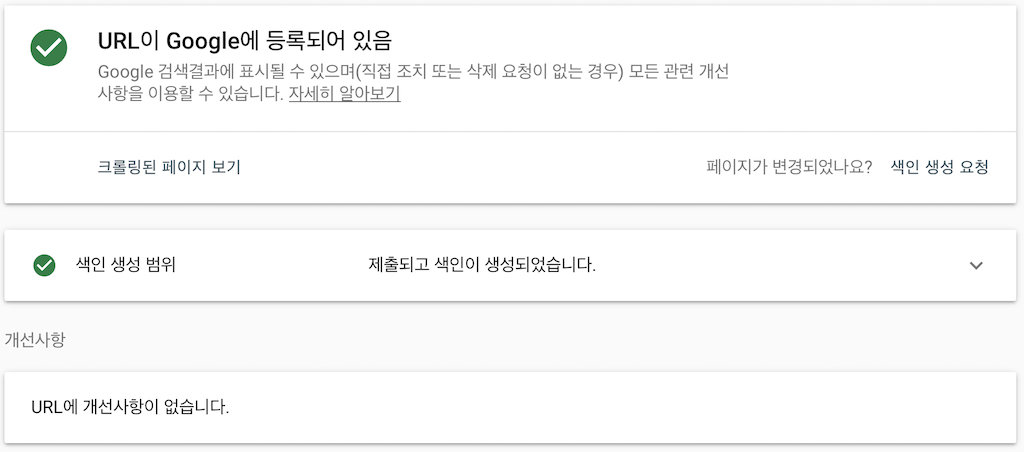 URL이 Google에 등록되어 있음
Google 검색결과에 표시될 수 있으며(직접 조치 또는 삭제 요청이 없는 경우) 모든 관련 개선
사항을 이용할 수 있습니다. 자세히 알아보기
크롤링된 페이지 보기
페이지가 변경되었나요? 색인 생성 요청
색인 생성 범위
제출되고 색인이 생성되었습니다.
개선사항
URL에 개선사항이 없습니다.